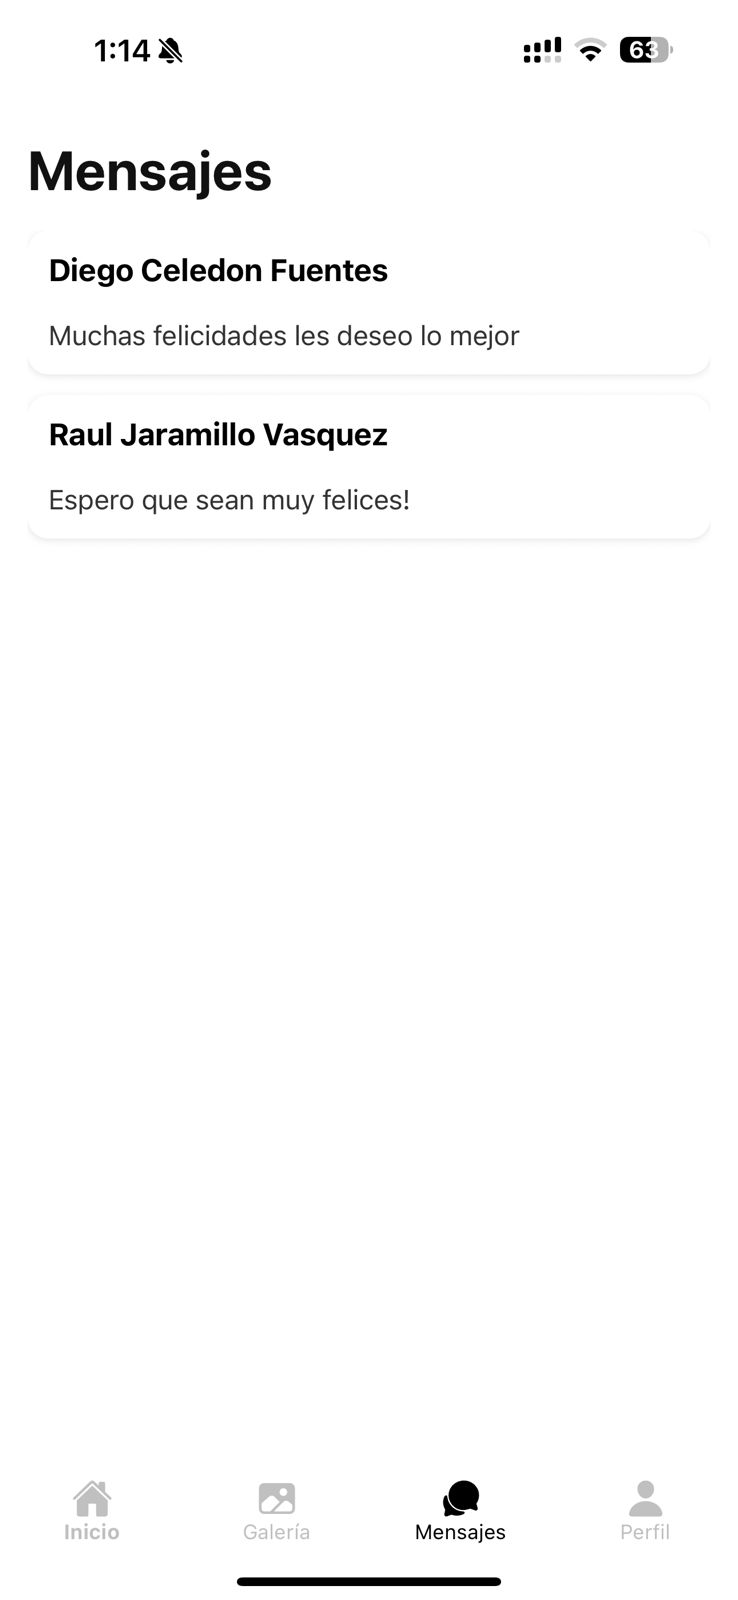 1:14
63
Mensajes
Diego Celedon Fuentes
Muchas felicidades les deseo lo mejor
Raul Jaramillo Vasquez
Espero que sean muy felices!
Inicio
Galería
Mensajes
Perfil